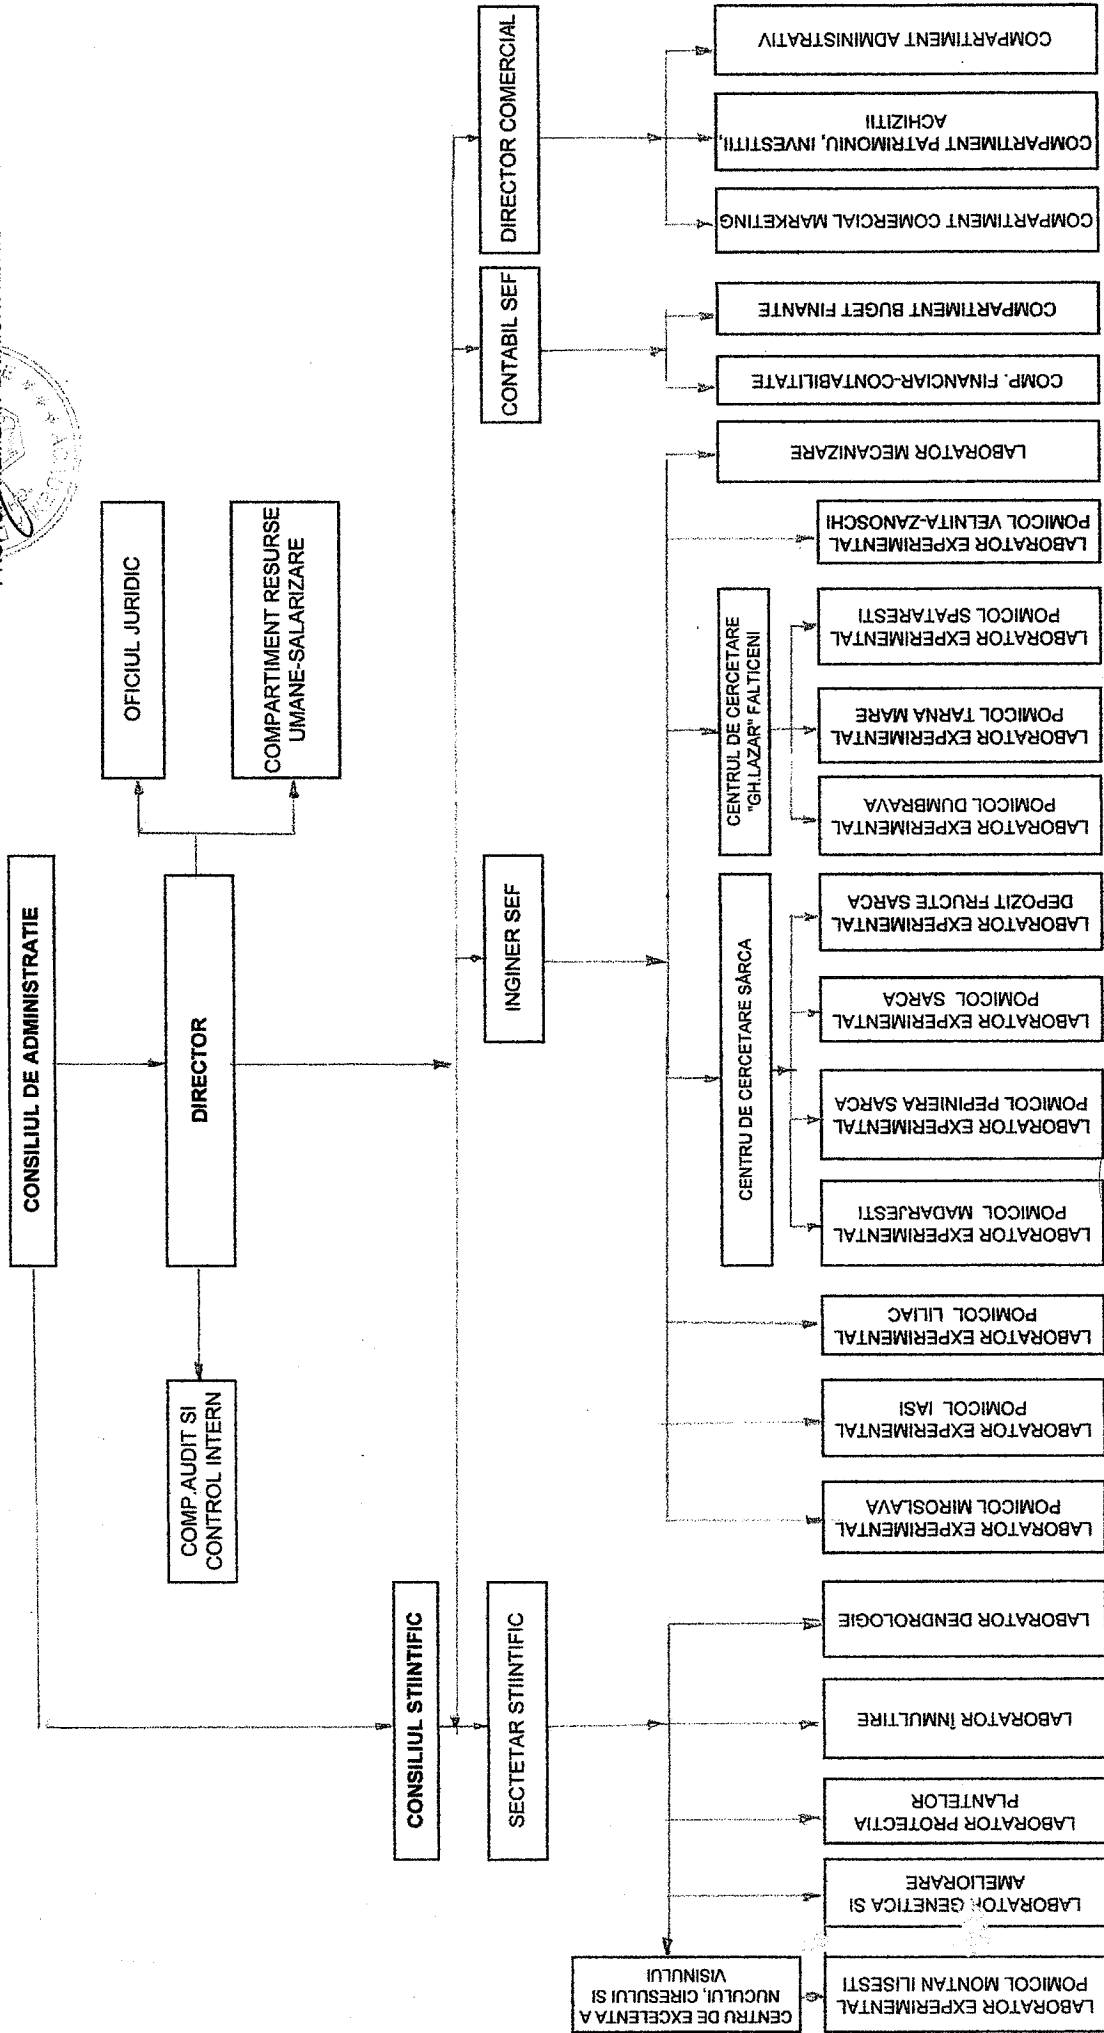 CONSILIUL DE ADMINISTRATIE
DIRECTOR
OFICIUL JURIDIC
COMPARTIMENT RESURSE
UMANE-SALARIZARE
COMP.AUDIT SI
CONTROL INTERN
CONSILIUL STIINTIFIC
SECTETAR STIINTIFIC
INGINER SEF
CONTABIL SEF
DIRECTOR COMERCIAL
CENTRU DE EXCELENTA A
NUCULUI, CIRESULUI SI
VISINULUI
LABORATOR EXPERIMENTAL
POMICOL MONTAN ILISESTI
LABORATOR GENETICA SI
AMELIORARE
LABORATOR PROTECTIA
PLANTELOR
LABORATOR ÎNMULTIRE
LABORATOR DENDROLOGIE
LABORATOR EXPERIMENTAL
POMICOL MIROSLAVA
LABORATOR EXPERIMENTAL
POMICOL IASI
LABORATOR EXPERIMENTAL
POMICOL LILIAC
CENTRU DE CERCETARE SÂRCA
LABORATOR EXPERIMENTAL
POMICOL MADARJESTI
LABORATOR EXPERIMENTAL
POMICOL PEPINIERA SARCA
LABORATOR EXPERIMENTAL
POMICOL SARCA
LABORATOR EXPERIMENTAL
DEPOZIT FRUCTE SARCA
CENTRUL DE CERCETARE
"GH.LAZAR" FALTICENI
LABORATOR EXPERIMENTAL
POMICOL DUMBRAVA
LABORATOR EXPERIMENTAL
POMICOL TARNA MARE
LABORATOR EXPERIMENTAL
POMICOL SPATARESTI
LABORATOR EXPERIMENTAL
POMICOL VELNITA-ZANOSCHI
LABORATOR MECANIZARE
COMP. FINANCIAR-CONTABILITATE
COMPARTIMENT BUGET FINANTE
COMPARTIMENT COMERCIAL MARKETING
COMPARTIMENT PATRIMONIU, INVESTITII,
ACHIZITII
COMPARTIMENT ADMINISTRATIV